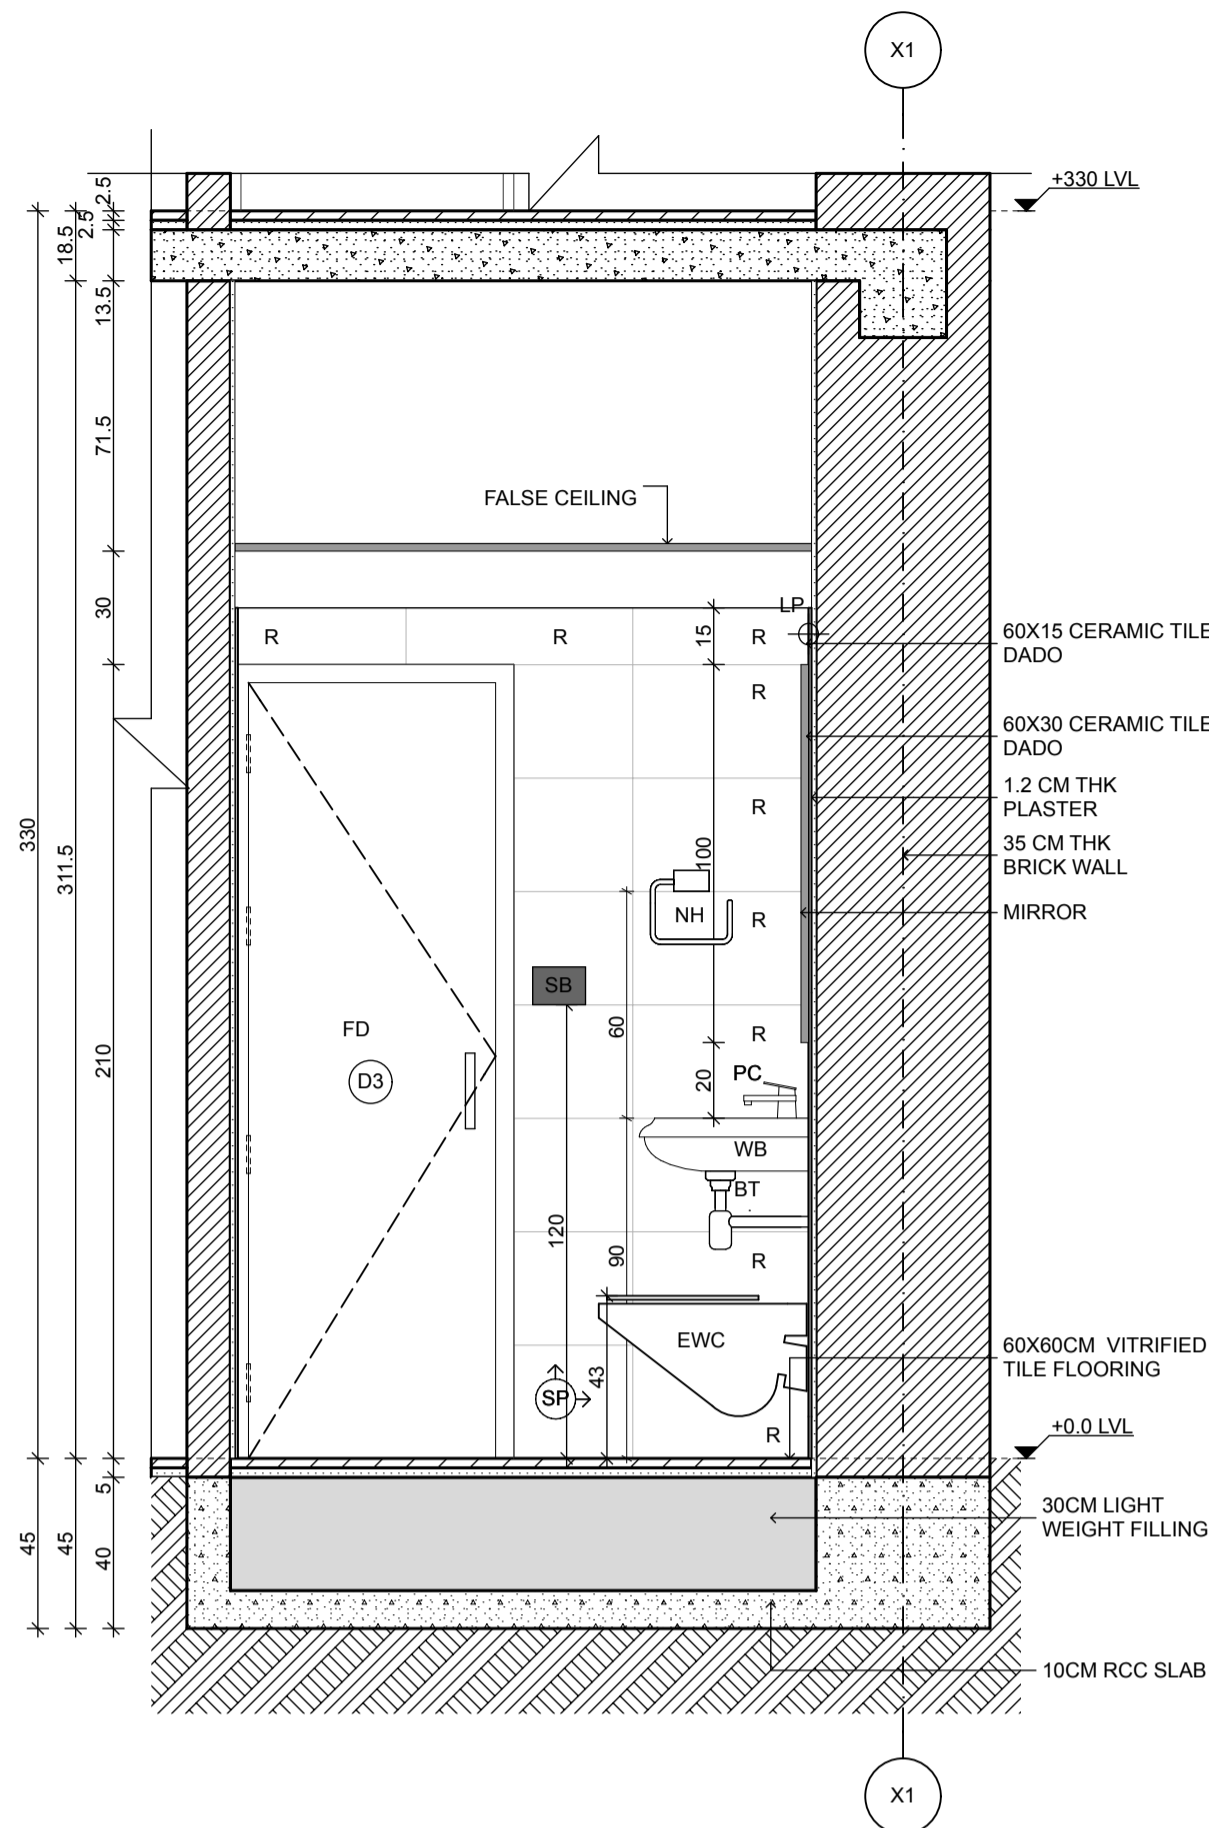 X1
+330 LVL
2.5
2.5
18.5
13.5
71.5
FALSE CEILING
30
LP
R
R
15
R
60X15 CERAMIC TILE
DADO
R
60X30 CERAMIC TILE
DADO
1.2 CM THK
PLASTER
R
330
311.5
100
35 CM THK
BRICK WALL
NH
R
MIRROR
SB
FD
60
R
210
D3
20
PC
WB
BT
120
90
R
EWC
60X60CM VITRIFIED
TILE FLOORING
43
SP
R
+0.0 LVL
5
30CM LIGHT
WEIGHT FILLING
45
45
40
10CM RCC SLAB
X1